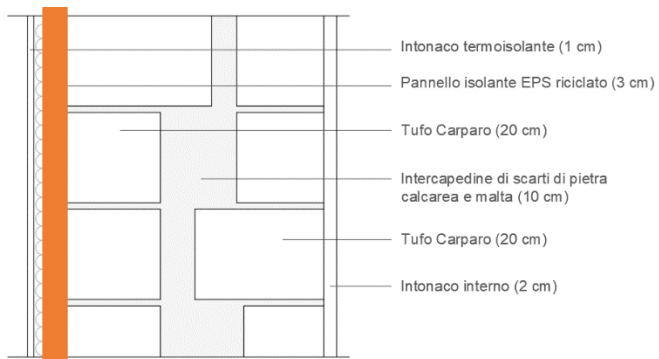 Intonaco termoisolante (1 cm)
Pannello isolante EPS riciclato (3 cm)
Tufo Carparo (20 cm)
Intercapedine di scarti di pietra
calcarea e malta (10 cm)
Tufo Carparo (20 cm)
Intonaco interno (2 cm)